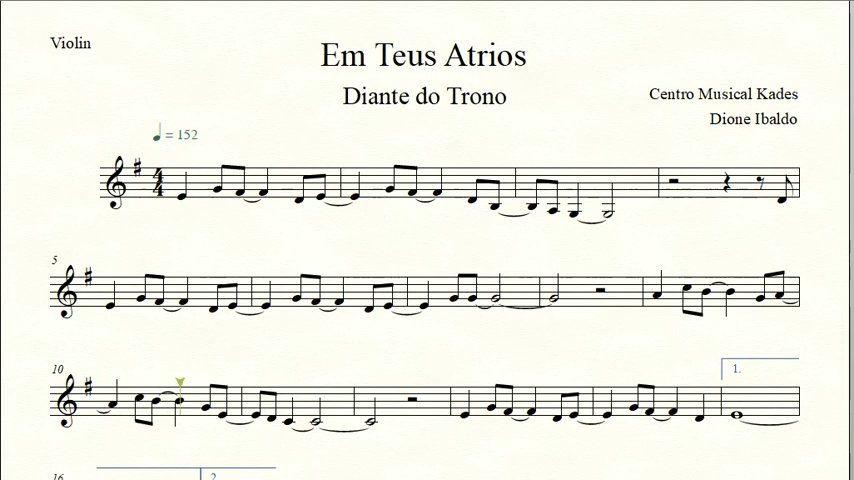 Violin
Em Teus Atrios
Diante do Trono
Centro Musical Kades
Dione Ibaldo
= 152
4
4
5
10
1.
16
2.